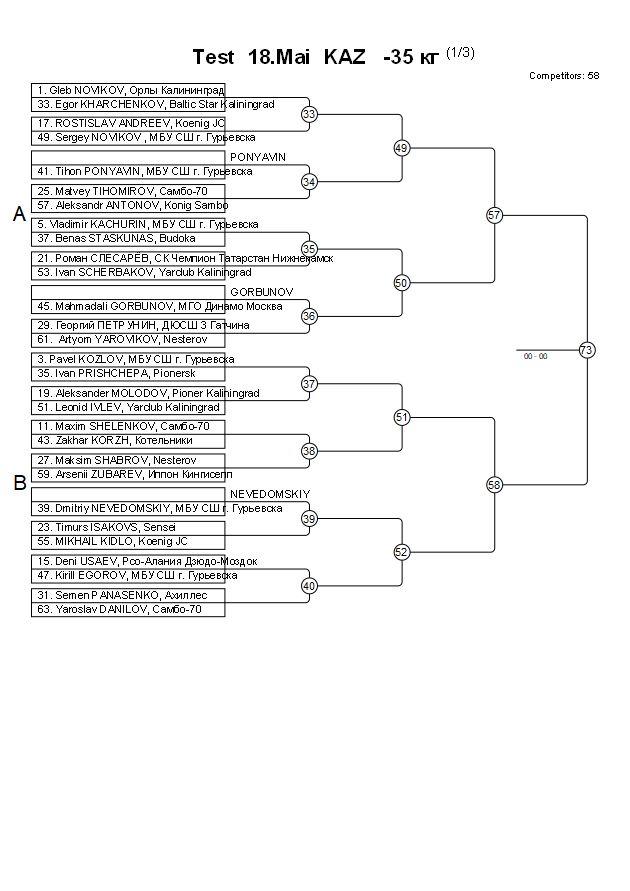 Test 18.Mai KAZ -35 кг (1/3)
Competitors: 58
1. Gleb NOVIKOV, Орлы Калининград
33. Egor KHARCHENKOV, Baltic Star Kaliningrad
33
17. ROSTISLAV ANDREEV, Koenig JC
49. Sergey NOVIKOV , МБУ СШ г. Гурьевска
49
PONYAVIN
41. Tihon PONYAVIN, МБУ СШ г. Гурьевска
34
25. Matvey TIHOMIROV, Самбо-70
57. Aleksandr ANTONOV, Konig Sambo
A
57
5. Vladimir KACHURIN, МБУ СШ г. Гурьевска
37. Benas STASKUNAS, Budoka
35
21. Роман СЛЕСАРЕВ, СК Чемпион Татарстан Нижнекамск
53. Ivan SCHERBAKOV, Yarclub Kaliningrad
50
GORBUNOV
45. Mahmadali GORBUNOV, МГО Динамо Москва
36
29. Георгий ПЕТРУНИН, ДЮСШ 3 Гатчина
61. Artyom YAROVIKOV, Nesterov
73
00 - 00
3. Pavel KOZLOV, МБУ СШ г. Гурьевска
35. Ivan PRISHCHEPA, Pionersk
37
19. Aleksander MOLODOV, Pioner Kaliningrad
51. Leonid IVLEV, Yarclub Kaliningrad
51
11. Maxim SHELENKOV, Самбо-70
43. Zakhar KORZH, Котельники
38
27. Maksim SHABROV, Nesterov
59. Arsenii ZUBAREV, Иппон Кингисепп
B
58
NEVEDOMSKIY
39. Dmitriy NEVEDOMSKIY, МБУ СШ г. Гурьевска
39
23. Timurs ISAKOVS, Sensei
55. MIKHAIL KIDLO, Koenig JC
52
15. Deni USAEV, Рсо-Алания Дзюдо-Моздок
47. Kirill EGOROV, МБУ СШ г. Гурьевска
40
31. Semen PANASENKO, Ахиллес
63. Yaroslav DANILOV, Самбо-70